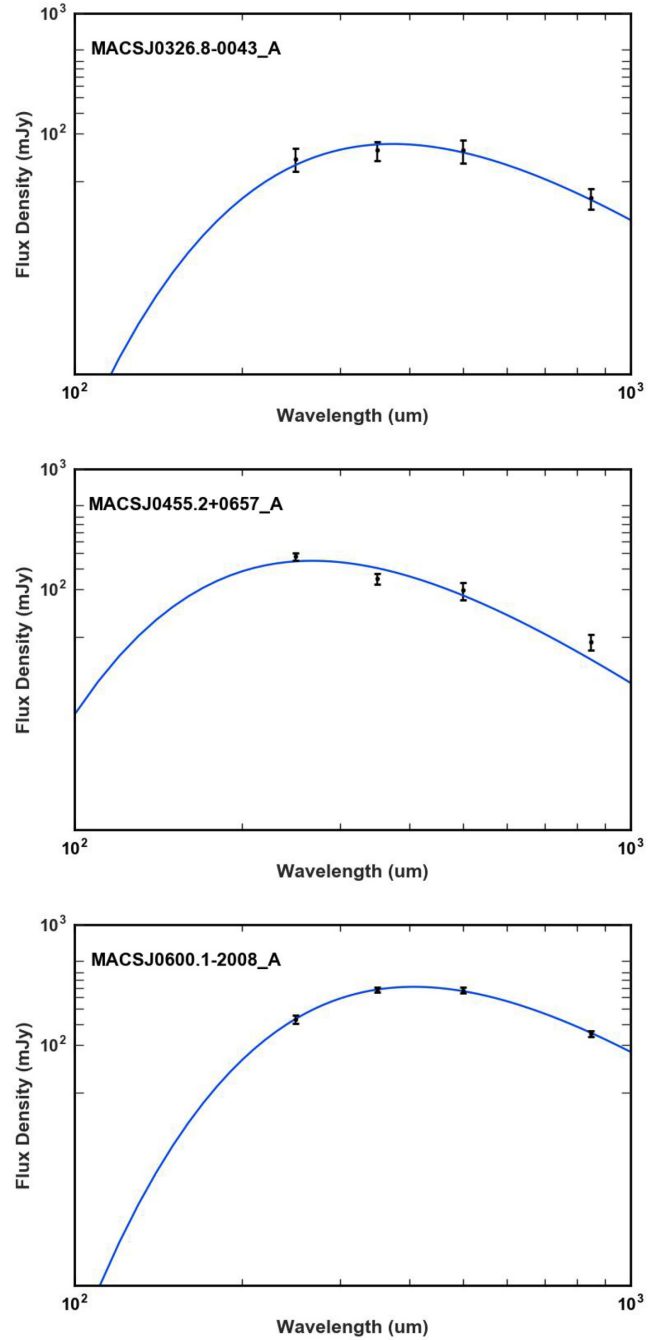 10³
MACSJ0326.8-0043_A
Flux Density (mJy)
10²
10² 10³
Wavelength (um)
10³
MACSJ0455.2+0657_A
Flux Density (mJy)
10²
10² 10³
Wavelength (um)
10³
MACSJ0600.1-2008_A
Flux Density (mJy)
10²
10² 10³
Wavelength (um)